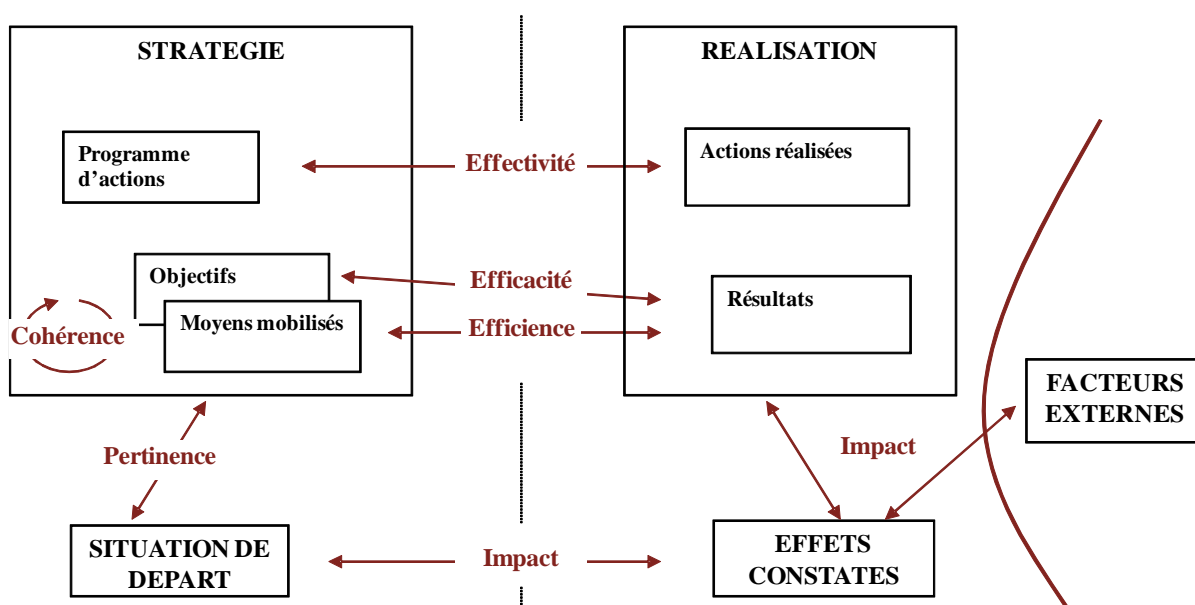 STRATEGIE
REALISATION
Programme
d’actions
Effectivité
Actions réalisées
Objectifs
Efficacité
Résultats
Moyens mobilisés
Efficience
Cohérence
FACTEURS
EXTERNES
Pertinence
Impact
SITUATION DE
DEPART
Impact
EFFETS
CONSTATES